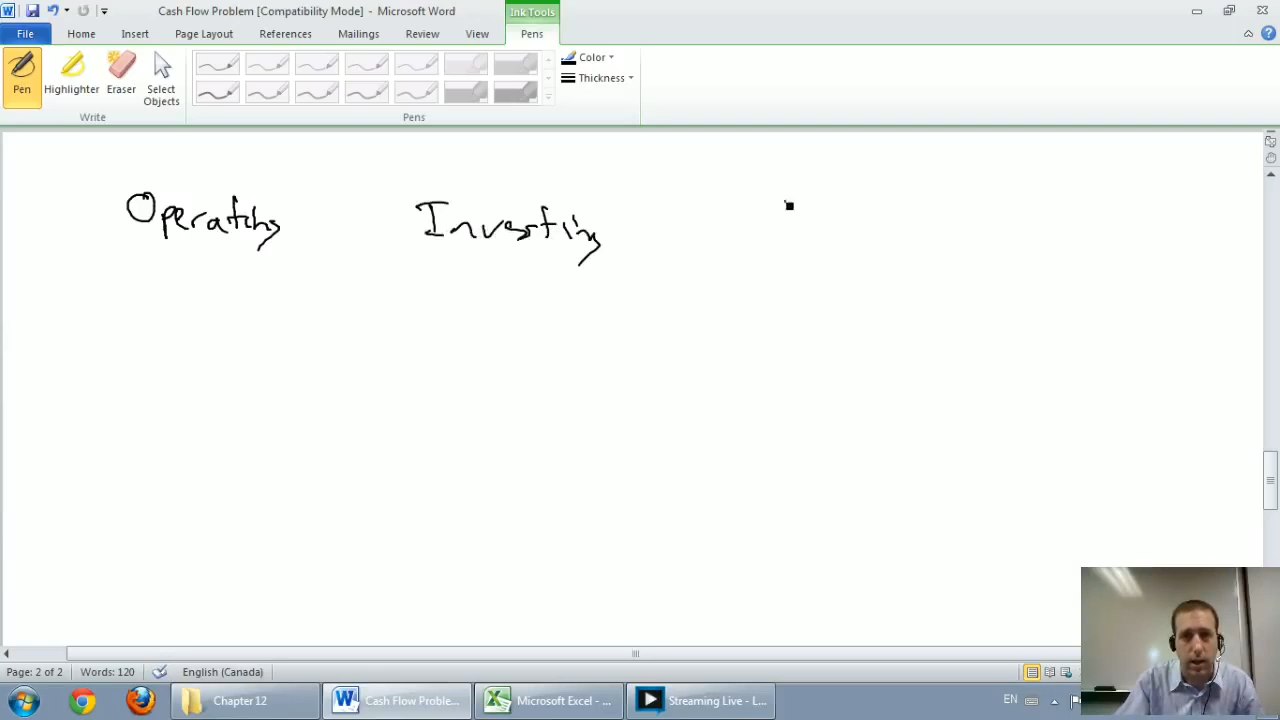 Cash Flow Problem [Compatibility Mode] - Microsoft Word
Ink Tools
File Home Insert Page Layout References Mailings Review View Pens
Pen Highlighter Eraser Select Objects
Color
Thickness
Write Pens
Operating Investing
Page: 2 of 2 Words: 120 English (Canada)
Chapter12 Cash Flow Proble... Microsoft Excel - ... Streaming Live - L... EN